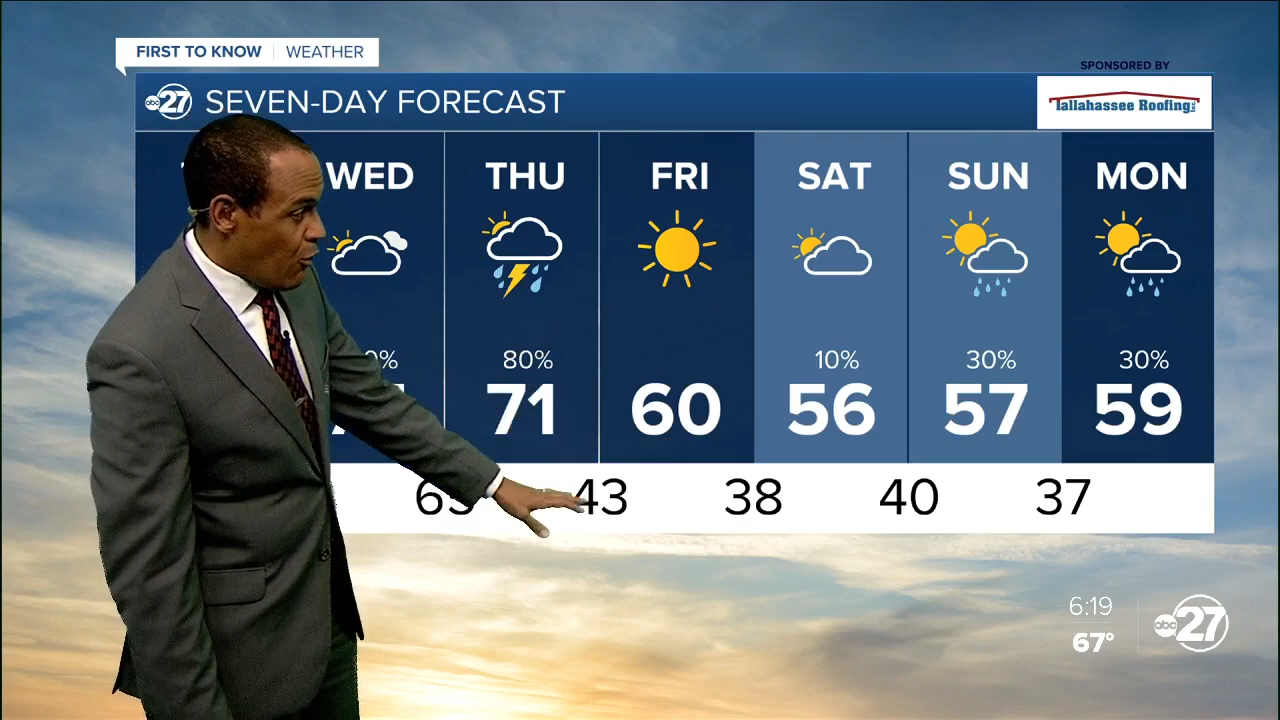 FIRST TO KNOW | WEATHER
SPONSORED BY
abc 27 SEVEN-DAY FORECAST
Tallahassee Roofing Inc.
WED THU FRI SAT SUN MON
80% 10% 30% 30%
71 60 56 57 59
43 38 40 37
6:19
67°
abc 27